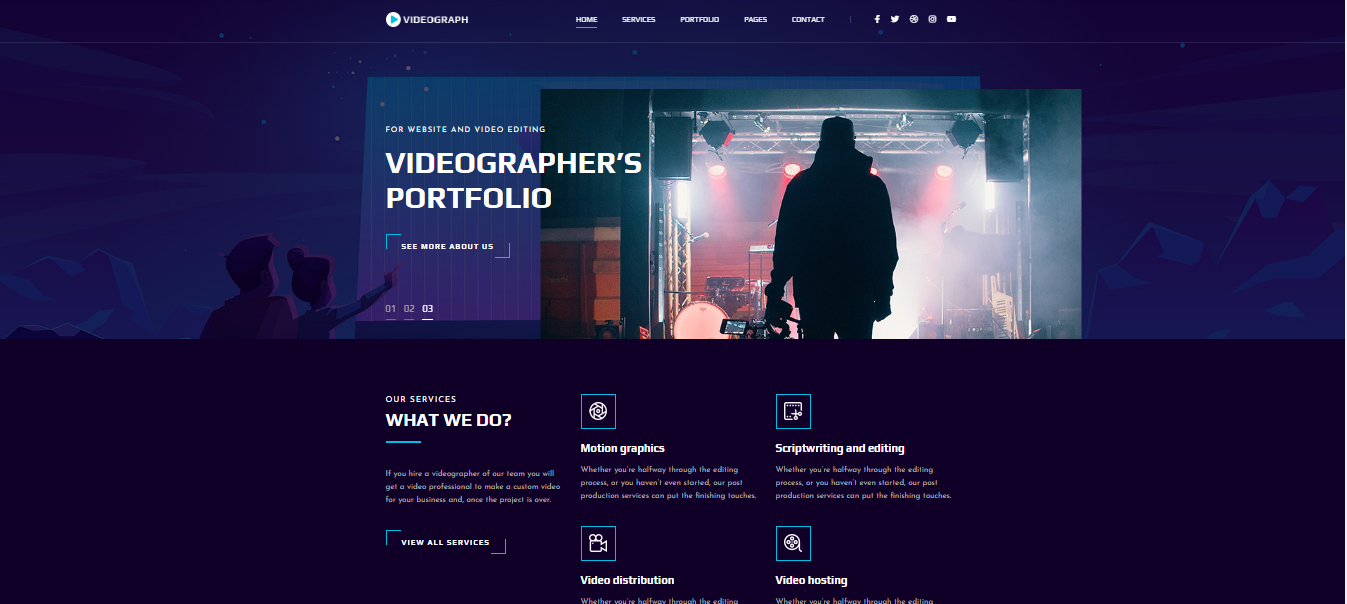 VIDEOGRAPH
HOME SERVICES PORTFOLIO PAGES CONTACT
FOR WEBSITE AND VIDEO EDITING
VIDEOGRAPHER’S
PORTFOLIO
SEE MORE ABOUT US
01 02 03
OUR SERVICES
WHAT WE DO?
If you hire a videographer of our team you will
get a video professional to make a custom video
for your business and, once the project is over.
VIEW ALL SERVICES
Motion graphics
Whether you’re halfway through the editing
process, or you haven’t even started, our post
production services can put the finishing touches.
Scriptwriting and editing
Whether you’re halfway through the editing
process, or you haven’t even started, our post
production services can put the finishing touches.
Video distribution
Whether you’re halfway through the editing
Video hosting
Whether you’re halfway through the editing